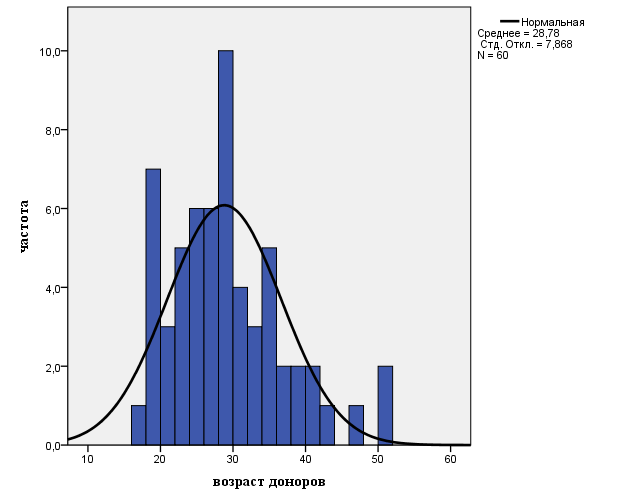 Нормальная
Среднее = 28,78
Стд. Откл. = 7,868
N = 60
10,0
8,0
6,0
4,0
2,0
0,0
частота
10 20 30 40 50 60
возраст доноров